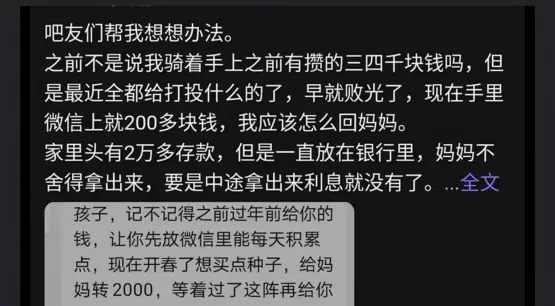 吧友们帮我想想办法。
之前不是说我骑着手上之前有攒的三四千块钱吗，但
是最近全都给打投什么的了，早就败光了，现在手里
微信上就200多块钱，我应该怎么回妈妈。
家里头有2万多存款，但是一直放在银行里，妈妈不
舍得拿出来，要是中途拿出来利息就没有了。...全文
孩子，记不记得之前过年前给你的
钱，让你先放微信里能每天积累
点，现在开春了想买点种子，给妈
妈转2000，等着过了这阵再给你